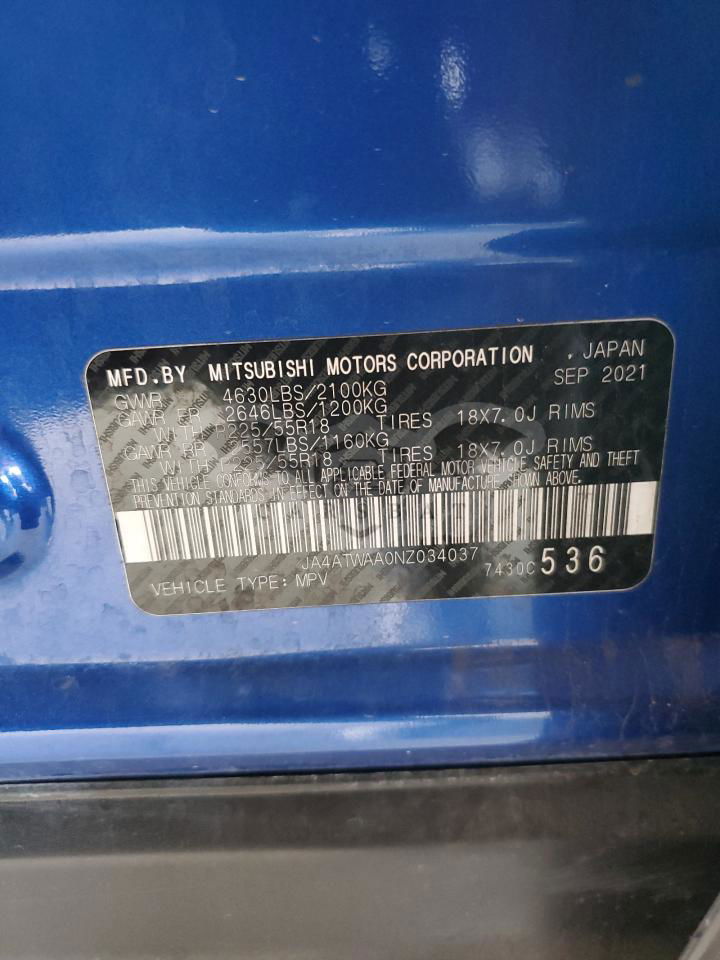 MFD.BY MITSUBISHI MOTORS CORPORATION , JAPAN
GVWR 4630LBS/2100KG SEP 2021
GAWR FR 2646LBS/1200KG
WITH P225/55R18 TIRES 18X7.0J RIMS
GAWR RR 2557LBS/1160KG
WITH P225/55R18 TIRES 18X7.0J RIMS
THIS VEHICLE CONFORMS TO ALL APPLICABLE FEDERAL MOTOR VEHICLE SAFETY AND THEFT
PREVENTION STANDARDS IN EFFECT ON THE DATE OF MANUFACTURE SHOWN ABOVE.
JA4ATWAA0NZ034037 7430C 536
VEHICLE TYPE: MPV